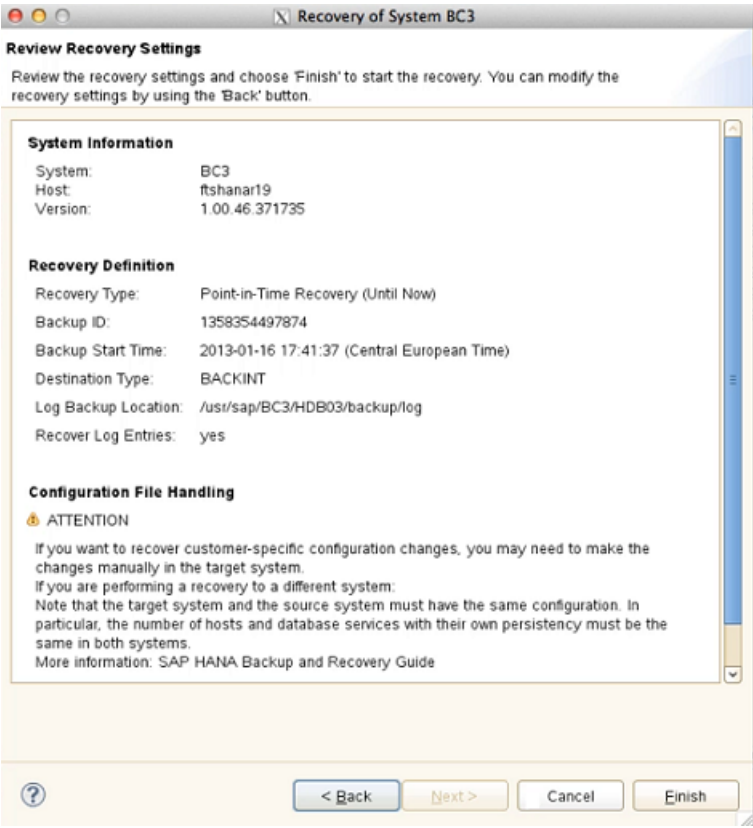 Recovery of System BC3
Review Recovery Settings
Review the recovery settings and choose 'Finish' to start the recovery. You can modify the
recovery settings by using the 'Back' button.
System Information
System: BC3
Host: ftshanar19
Version: 1.00.46.371735
Recovery Definition
Recovery Type: Point-in-Time Recovery (Until Now)
Backup ID: 1358354497874
Backup Start Time: 2013-01-16 17:41:37 (Central European Time)
Destination Type: BACKINT
Log Backup Location: /usr/sap/BC3/HDB03/backup/log
Recover Log Entries: yes
Configuration File Handling
ATTENTION
If you want to recover customer-specific configuration changes, you may need to make the
changes manually in the target system.
If you are performing a recovery to a different system:
Note that the target system and the source system must have the same configuration. In
particular, the number of hosts and database services with their own persistency must be the
same in both systems.
More information: SAP HANA Backup and Recovery Guide
? < Back Next > Cancel Finish